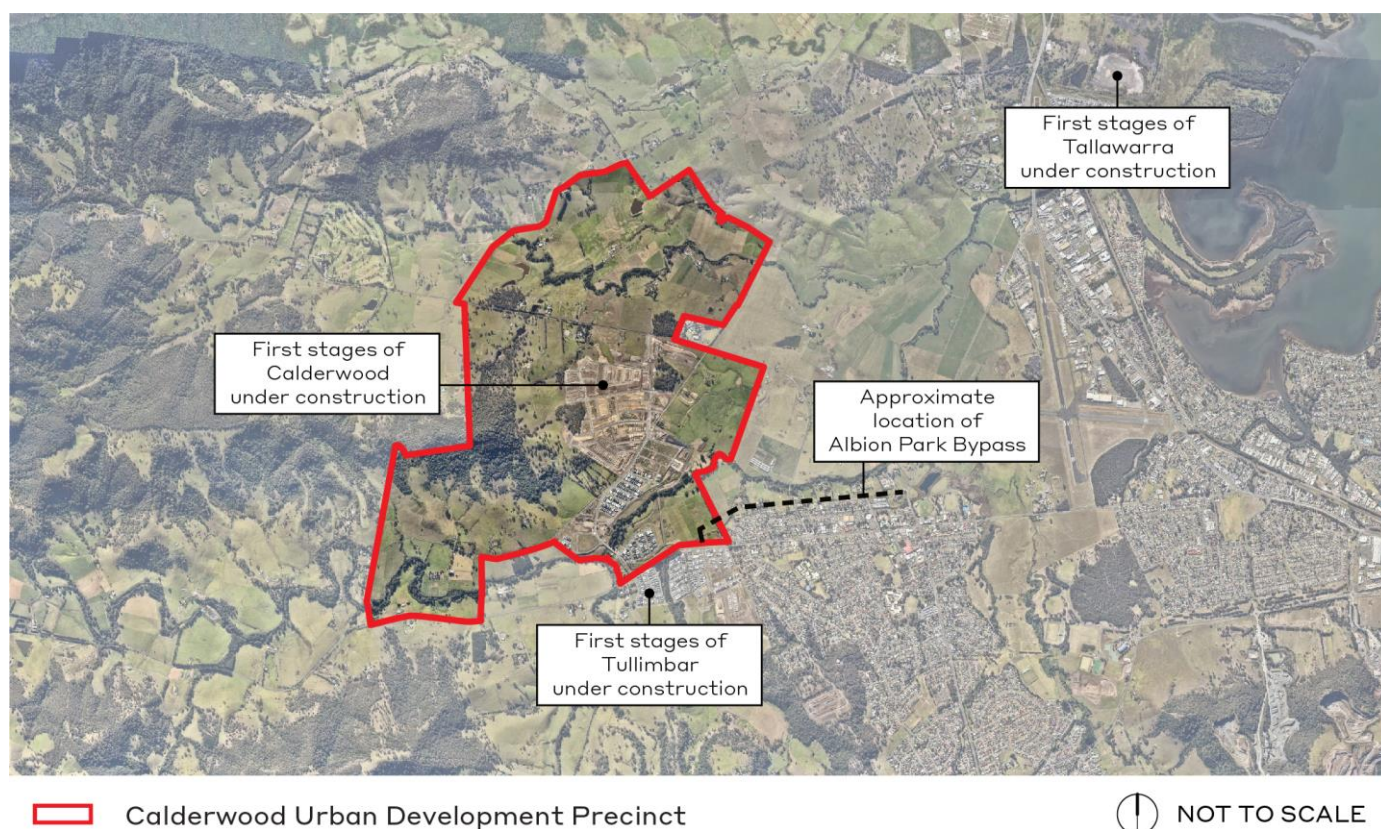 First stages of
Tallawarra
under construction
First stages of
Calderwood
under construction
Approximate
location of
Albion Park Bypass
First stages of
Tullimbar
under construction
Calderwood Urban Development Precinct
NOT TO SCALE